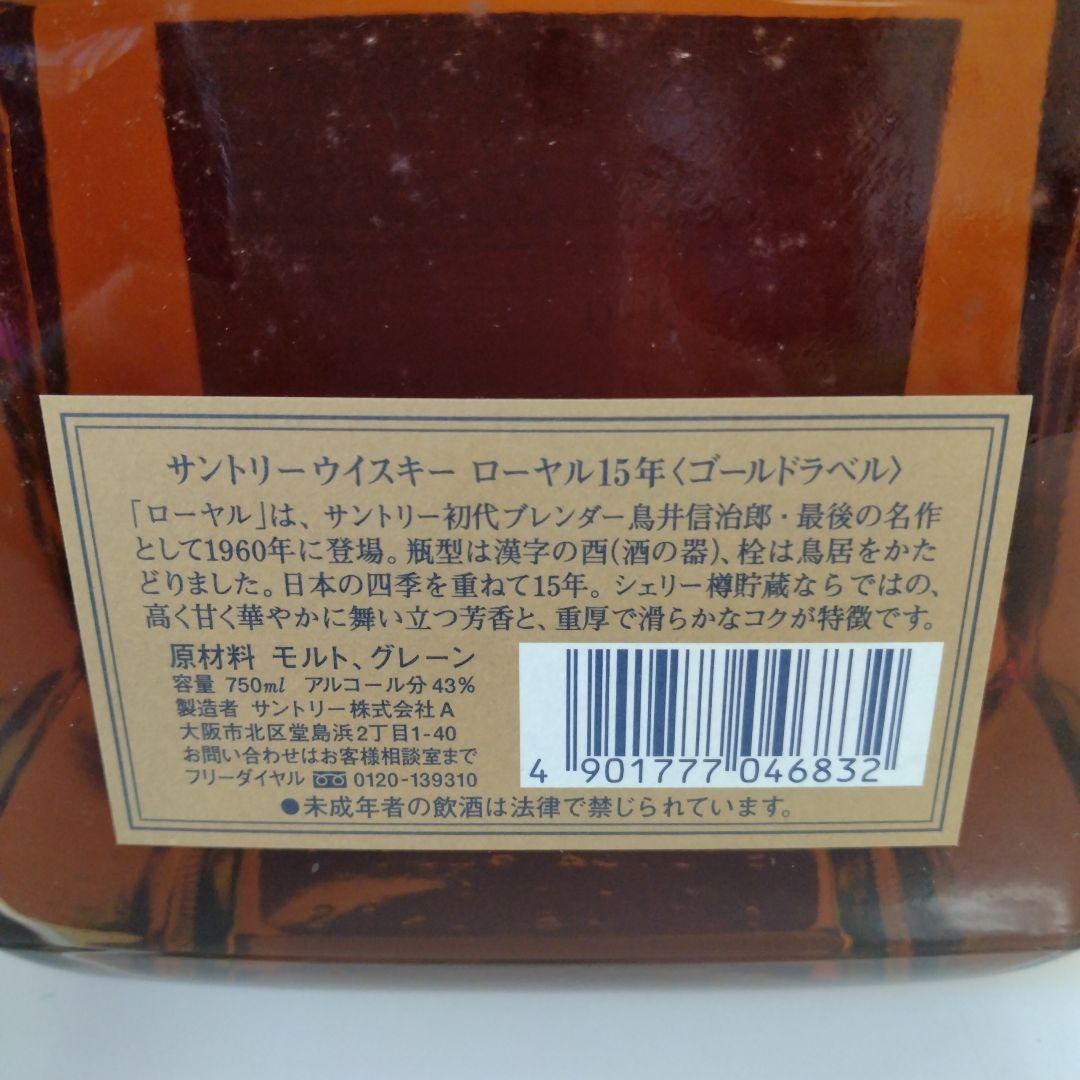 サントリーウイスキー ローヤル15年〈ゴールドラベル〉
「ローヤル」は、サントリー初代ブレンダー鳥井信治郎・最後の名作
として1960年に登場。瓶型は漢字の酉(酒の器)、栓は鳥居をかた
どりました。日本の四季を重ねて15年。シェリー樽貯蔵ならではの、
高く甘く華やかに舞い立つ芳香と、重厚で滑らかなコクが特徴です。
原材料 モルト、グレーン
容量 750ml アルコール分 43%
製造者 サントリー株式会社A
大阪市北区堂島浜2丁目1-40
お問い合わせはお客様相談室まで
フリーダイヤル 0120-139310
4 901777 046832
●未成年者の飲酒は法律で禁じられています。